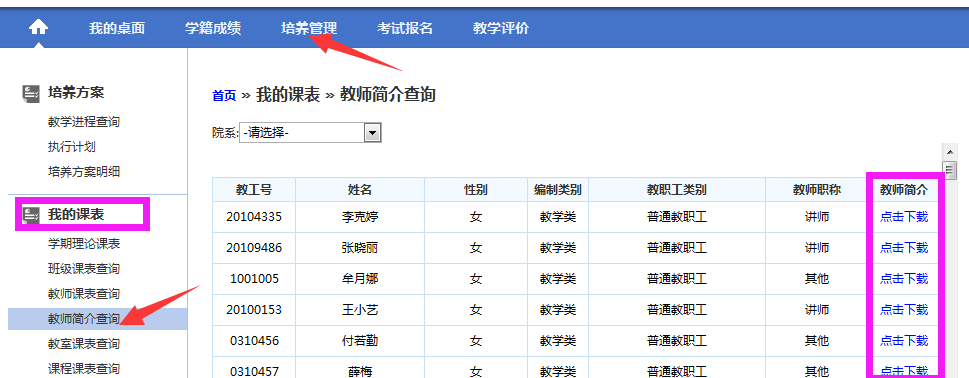 我的桌面 学籍成绩 培养管理 考试报名 教学评价
培养方案
教学进程查询
执行计划
培养方案明细
我的课表
学期理论课表
班级课表查询
教师课表查询
教师简介查询
教室课表查询
课程课表查询
首页 » 我的课表 » 教师简介查询
院系: -请选择-
教工号 姓名 性别 编制类别 教职工类别 教师职称 教师简介
20104335 李克婷 女 教学类 普通教职工 讲师 点击下载
20109486 张晓丽 女 教学类 普通教职工 讲师 点击下载
1001005 牟月娜 女 教学类 普通教职工 其他 点击下载
20100153 王小艺 女 教学类 普通教职工 讲师 点击下载
0310456 付若勤 女 教学类 普通教职工 其他 点击下载
0310457 薛梅 女 教学类 普通教职工 其他 点击下载